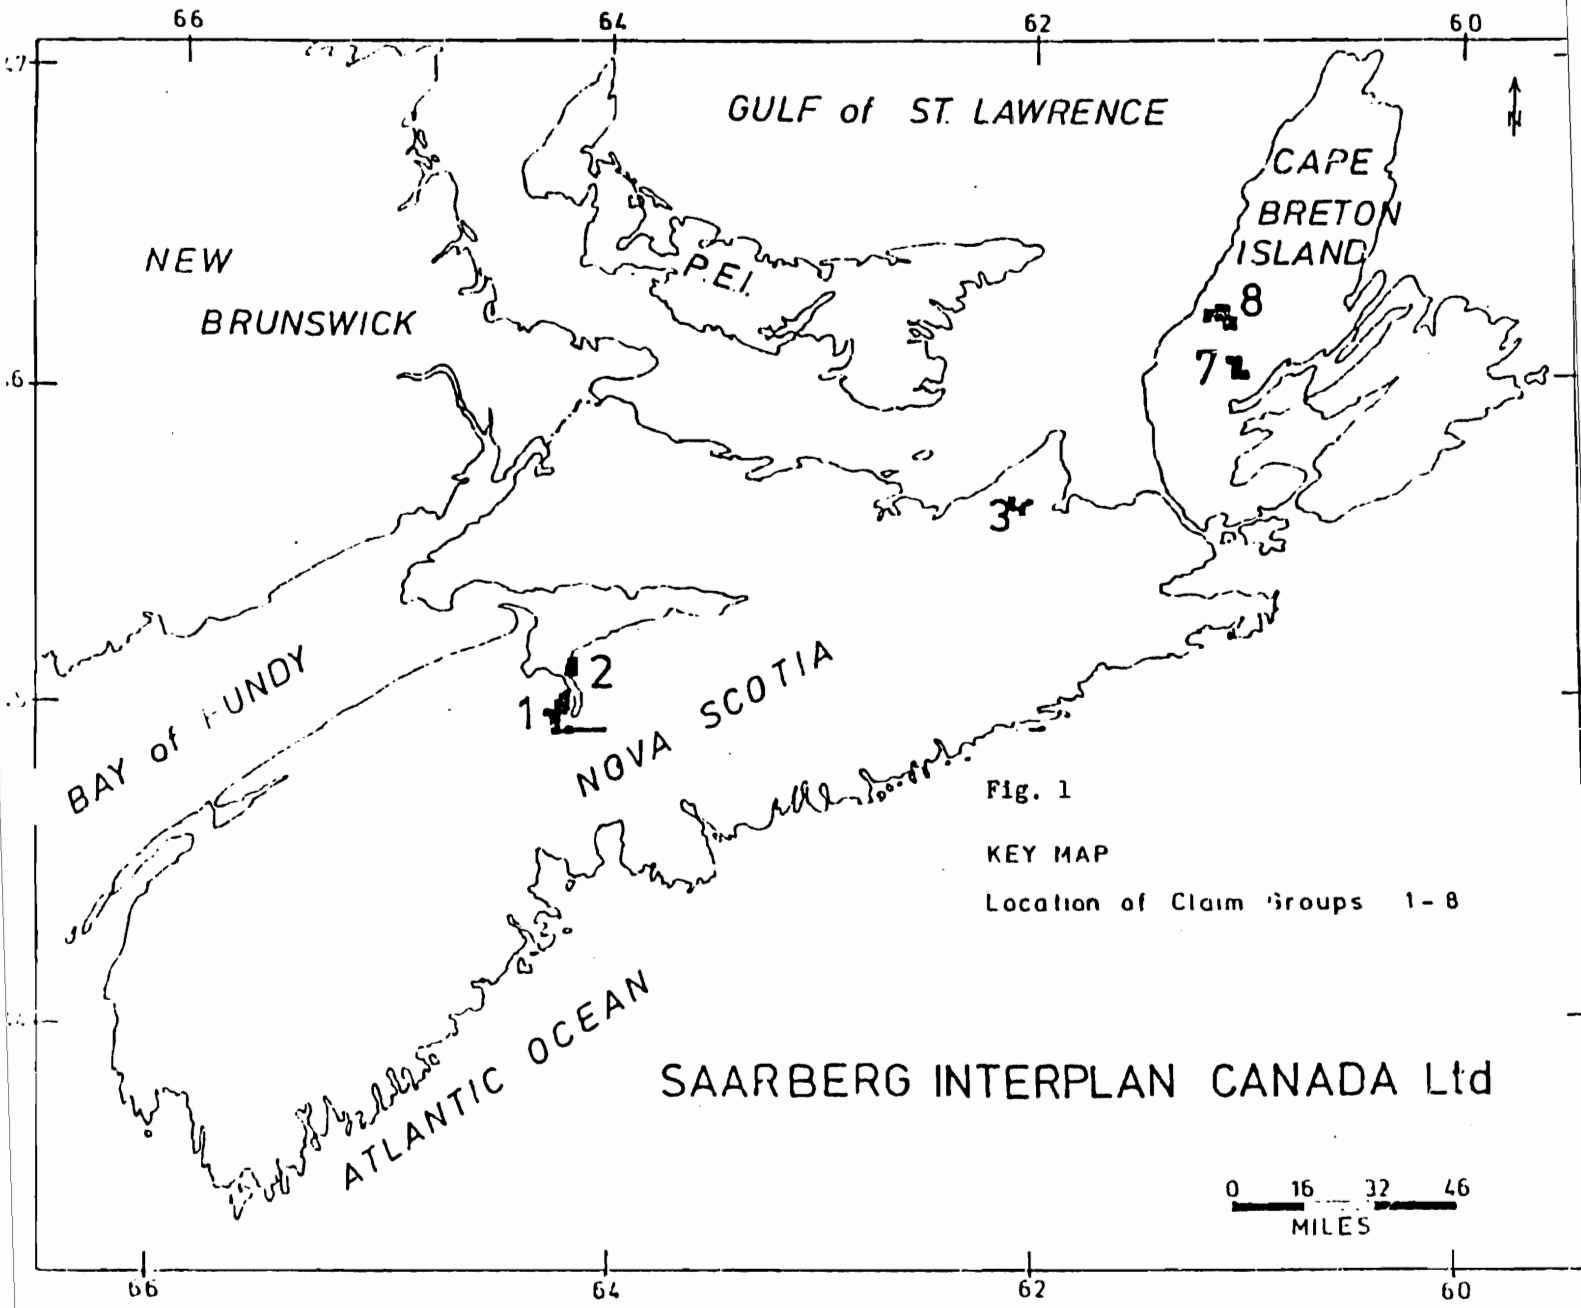 66 64 62 60
GULF of ST. LAWRENCE
N
CAPE
BRETON
ISLAND
NEW
BRUNSWICK
P.E.I.
8
7
3
2
1
BAY of FUNDY
NOVA SCOTIA
ATLANTIC OCEAN
Fig. 1
KEY MAP
Location of Claim Groups 1-8
SAARBERG INTERPLAN CANADA Ltd
0 16 32 46
MILES
66 64 62 60